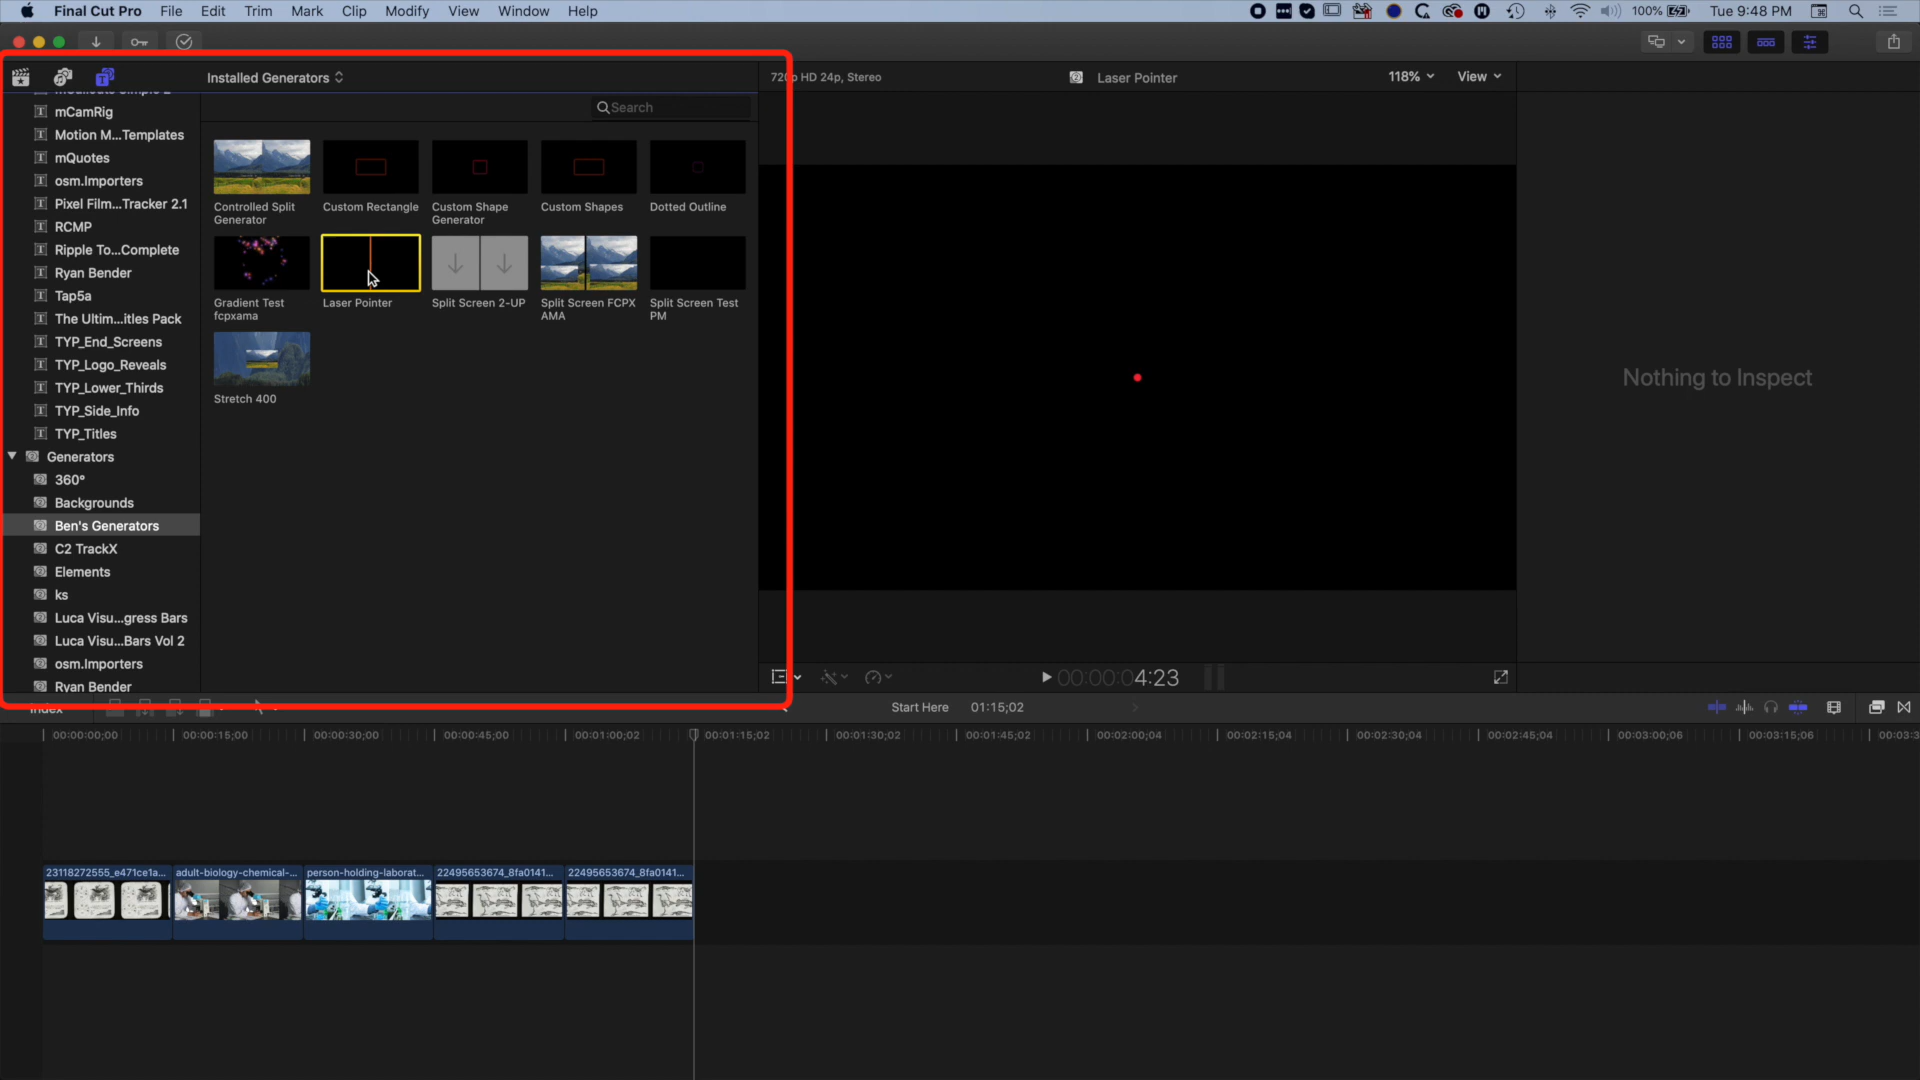 Final Cut Pro File Edit Trim Mark Clip Modify View Window Help 100% Tue 9:48 PM
Installed Generators
720p HD 24p, Stereo Laser Pointer 118% View
Search
mCamRig
Motion M...Templates
mQuotes
osm.Importers
Pixel Film...Tracker 2.1
RCMP
Ripple To...Complete
Ryan Bender
Tap5a
The Ultim...itles Pack
TYP_End_Screens
TYP_Logo_Reveals
TYP_Lower_Thirds
TYP_Side_Info
TYP_Titles
Generators
360°
Backgrounds
Ben's Generators
C2 TrackX
Elements
ks
Luca Visu...gress Bars
Luca Visu...Bars Vol 2
osm.Importers
Ryan Bender
Controlled Split
Generator
Custom Rectangle
Custom Shape
Generator
Custom Shapes
Dotted Outline
Gradient Test
fcpxama
Laser Pointer
Split Screen 2-UP
Split Screen FCPX
AMA
Split Screen Test
PM
Stretch 400
Nothing to Inspect
00:00:04:23
Index
Start Here 01:15;02
00:00:00;00 00:00:15;00 00:00:30;00 00:00:45;00 00:01:00;02 00:01:15;02 00:01:30;02 00:01:45;02 00:02:00;04 00:02:15;04 00:02:30;04 00:02:45;04 00:03:00;06 00:03:15;06 00:03:3
23118272555_e471ce1a... adult-biology-chemical-... person-holding-laborat... 22495653674_8fa0141... 22495653674_8fa0141...